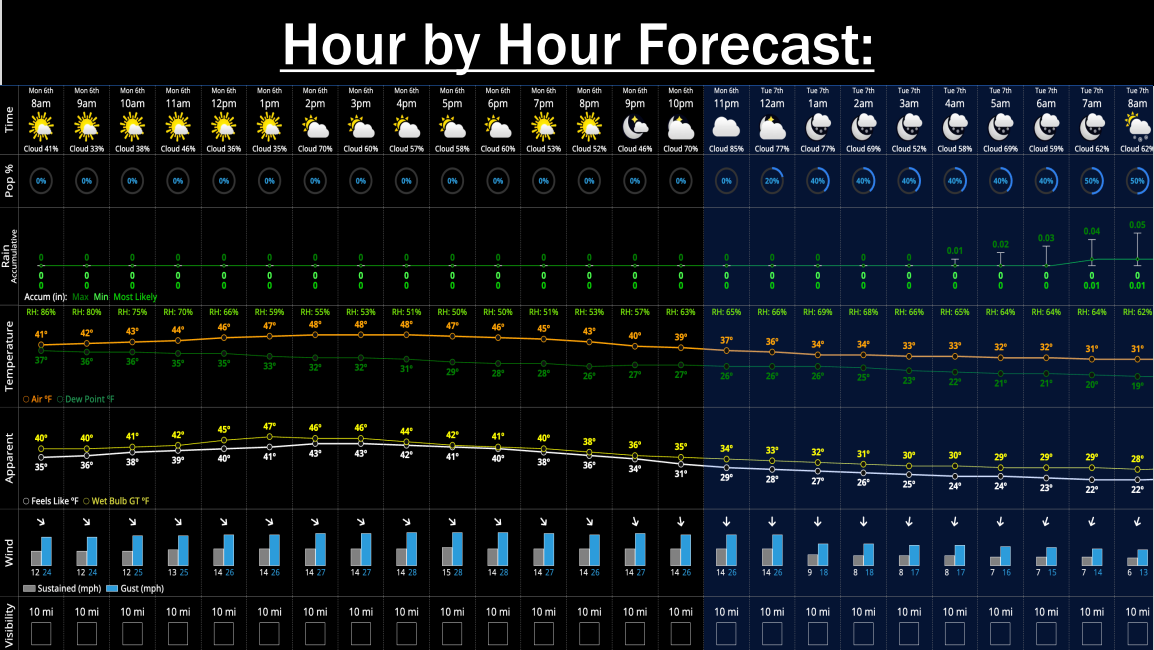 Hour by Hour Forecast:
Time
Mon 6th Mon 6th Mon 6th Mon 6th Mon 6th Mon 6th Mon 6th Mon 6th Mon 6th Mon 6th Mon 6th Mon 6th Mon 6th Mon 6th Mon 6th Mon 6th Tue 7th Tue 7th Tue 7th Tue 7th Tue 7th Tue 7th Tue 7th Tue 7th Tue 7th
8am 9am 10am 11am 12pm 1pm 2pm 3pm 4pm 5pm 6pm 7pm 8pm 9pm 10pm 11pm 12am 1am 2am 3am 4am 5am 6am 7am 8am
Cloud 41% Cloud 33% Cloud 38% Cloud 46% Cloud 36% Cloud 35% Cloud 70% Cloud 60% Cloud 57% Cloud 58% Cloud 60% Cloud 53% Cloud 52% Cloud 46% Cloud 70% Cloud 85% Cloud 77% Cloud 77% Cloud 69% Cloud 52% Cloud 58% Cloud 69% Cloud 59% Cloud 62% Cloud 62%
Pop %
0% 0% 0% 0% 0% 0% 0% 0% 0% 0% 0% 0% 0% 0% 0% 0% 20% 40% 40% 40% 40% 40% 40% 50% 50%
Rain
Accumulative
0 0 0 0 0 0 0 0 0 0 0 0 0 0 0 0 0 0 0 0 0.01 0.02 0.03 0.04 0.05
0 0 0 0 0 0 0 0 0 0 0 0 0 0 0 0 0 0 0 0 0 0 0 0 0
0 0 0 0 0 0 0 0 0 0 0 0 0 0 0 0 0 0 0 0 0 0 0 0.01 0.01
Accum (in): Max Min Most Likely
Temperature
RH: 86% RH: 80% RH: 75% RH: 70% RH: 66% RH: 59% RH: 55% RH: 53% RH: 51% RH: 50% RH: 50% RH: 51% RH: 53% RH: 57% RH: 63% RH: 65% RH: 66% RH: 69% RH: 68% RH: 66% RH: 65% RH: 64% RH: 64% RH: 64% RH: 62%
41° 42° 43° 44° 46° 47° 48° 48° 48° 47° 46° 45° 43° 40° 39° 37° 36° 34° 34° 33° 33° 32° 32° 31° 31°
37° 36° 36° 35° 35° 33° 32° 32° 31° 29° 28° 28° 26° 27° 27° 26° 26° 26° 25° 23° 22° 21° 21° 20° 19°
Air °F Dew Point °F
Apparent
40° 40° 41° 42° 45° 47° 46° 46° 44° 42° 41° 40° 38° 36° 35° 34° 33° 32° 31° 30° 30° 29° 29° 29° 28°
35° 36° 38° 39° 40° 41° 43° 43° 42° 41° 40° 38° 36° 34° 31° 29° 28° 27° 26° 25° 24° 24° 23° 22° 22°
Feels Like °F Wet Bulb GT °F
Wind
12 24 12 24 12 25 13 25 14 26 14 26 14 27 14 27 14 28 15 28 14 28 14 27 14 26 14 27 14 26 14 26 14 26 9 18 8 18 8 17 8 17 7 16 7 15 7 14 6 13
Sustained (mph) Gust (mph)
Visibility
10 mi 10 mi 10 mi 10 mi 10 mi 10 mi 10 mi 10 mi 10 mi 10 mi 10 mi 10 mi 10 mi 10 mi 10 mi 10 mi 10 mi 10 mi 10 mi 10 mi 10 mi 10 mi 10 mi 10 mi 10 mi